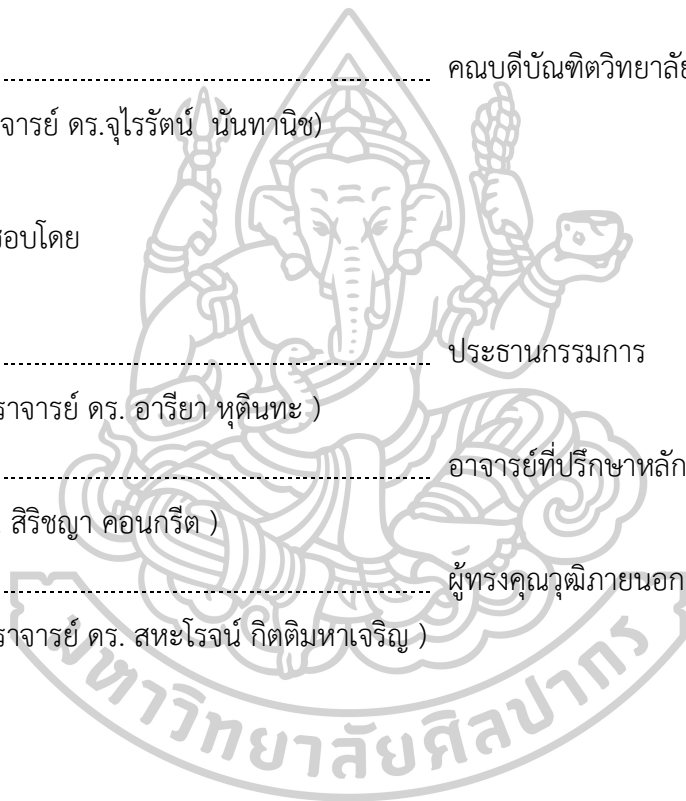 คณบดีบัณฑิตวิทยาลัย
จารย์ ดร.จุไรรัตน์ นันทานิช)
สอบโดย
ประธานกรรมการ
ราจารย์ ดร. อารียา หุตินทะ )
อาจารย์ที่ปรึกษาหลัก
. สิริชญา คอนกรีต )
ผู้ทรงคุณวุฒิภายนอก
ราจารย์ ดร. สหะโรจน์ กิตติมหาเจริญ )
มหาวิทยาลัยศิลปากร